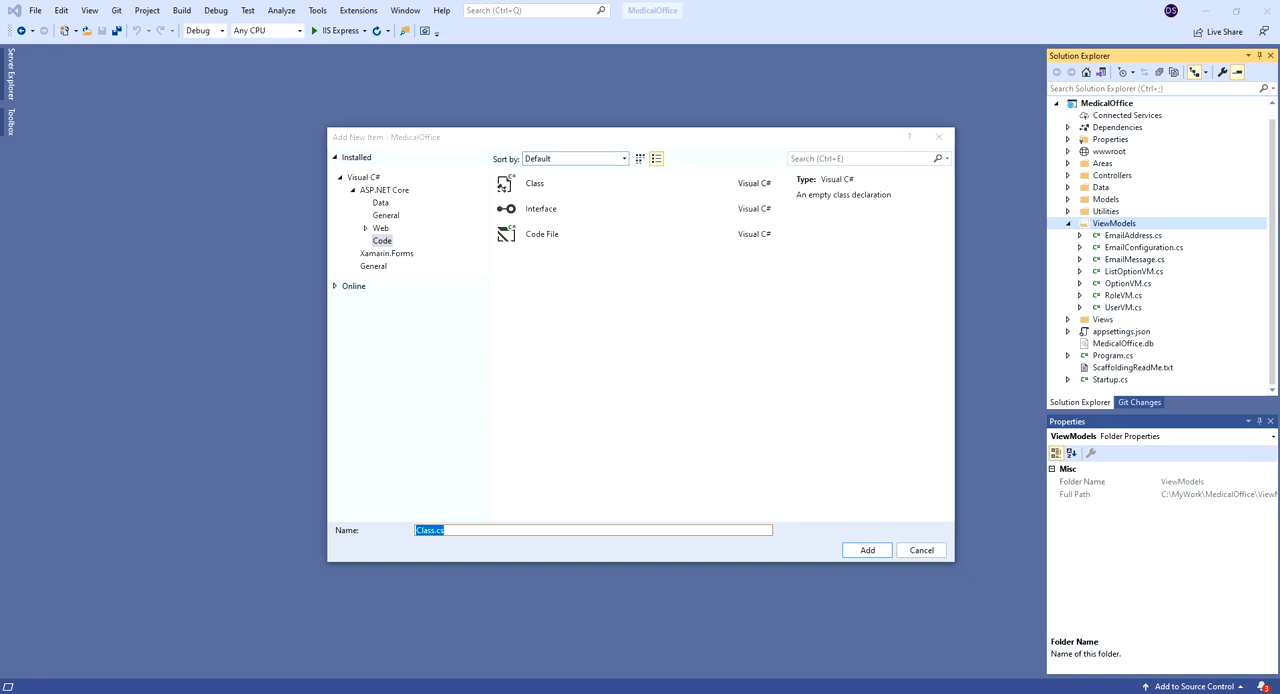 File Edit View Git Project Build Debug Test Analyze Tools Extensions Window Help Search (Ctrl+Q) MedicalOffice DS
Debug Any CPU IIS Express Live Share
Server Explorer
Toolbox
Add New Item - MedicalOffice ?
Installed
Visual C#
ASP.NET Core
Data
General
Web
Code
Xamarin.Forms
General
Online
Sort by: Default
Class Visual C#
Interface Visual C#
Code File Visual C#
Search (Ctrl+E)
Type: Visual C#
An empty class declaration
Name: Class.cs
Add Cancel
Solution Explorer
Search Solution Explorer (Ctrl+;)
MedicalOffice
Connected Services
Dependencies
Properties
wwwroot
Areas
Controllers
Data
Models
Utilities
ViewModels
C# EmailAddress.cs
C# EmailConfiguration.cs
C# EmailMessage.cs
C# ListOptionVM.cs
C# OptionVM.cs
C# RoleVM.cs
C# UserVM.cs
Views
appsettings.json
MedicalOffice.db
C# Program.cs
ScaffoldingReadMe.txt
C# Startup.cs
Solution Explorer Git Changes
Properties
ViewModels Folder Properties
Misc
Folder Name ViewModels
Full Path C:\MyWork\MedicalOffice\ViewM
Folder Name
Name of this folder.
Add to Source Control 3